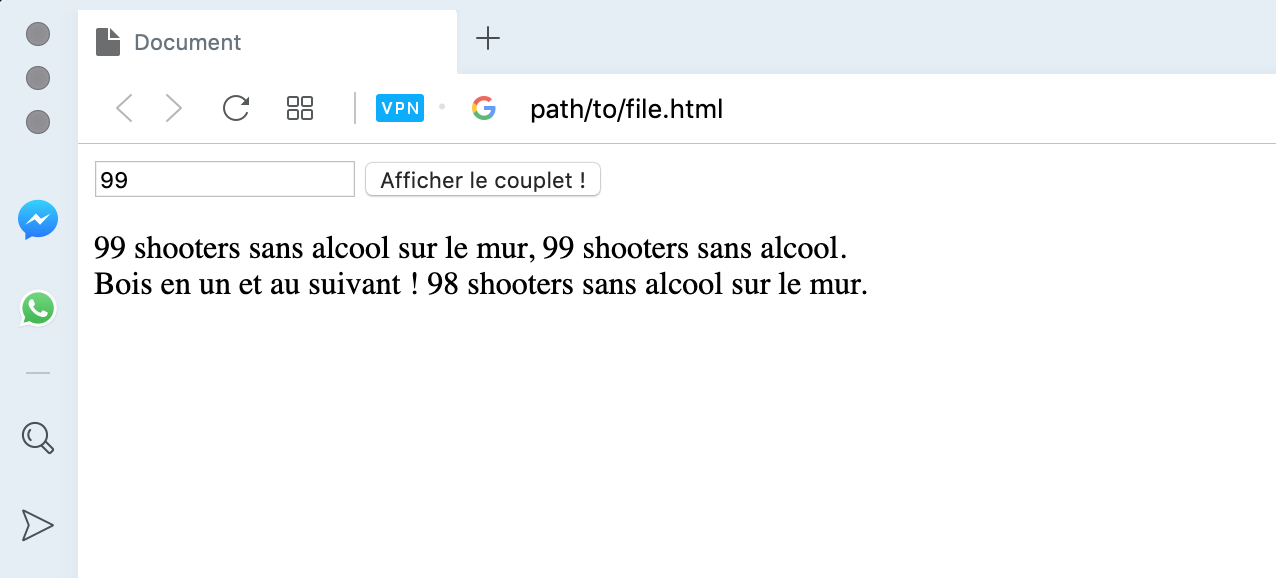 Document
VPN
path/to/file.html
99
Afficher le couplet !
99 shooters sans alcool sur le mur, 99 shooters sans alcool.
Bois en un et au suivant ! 98 shooters sans alcool sur le mur.